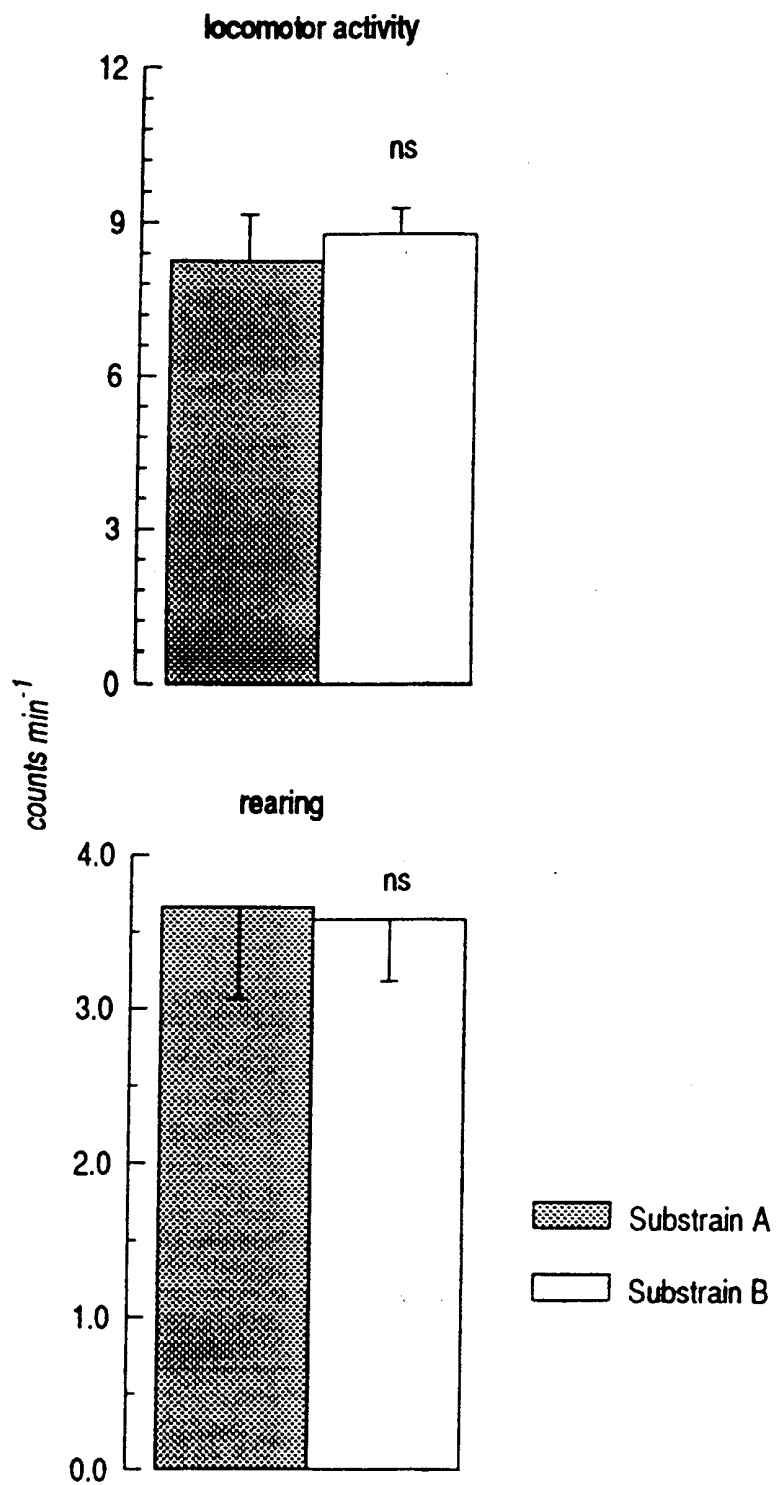 locomotor activity
12
ns
9
6
3
0
counts min⁻¹
rearing
4.0
ns
3.0
2.0
1.0
0.0
Substrain A
Substrain B